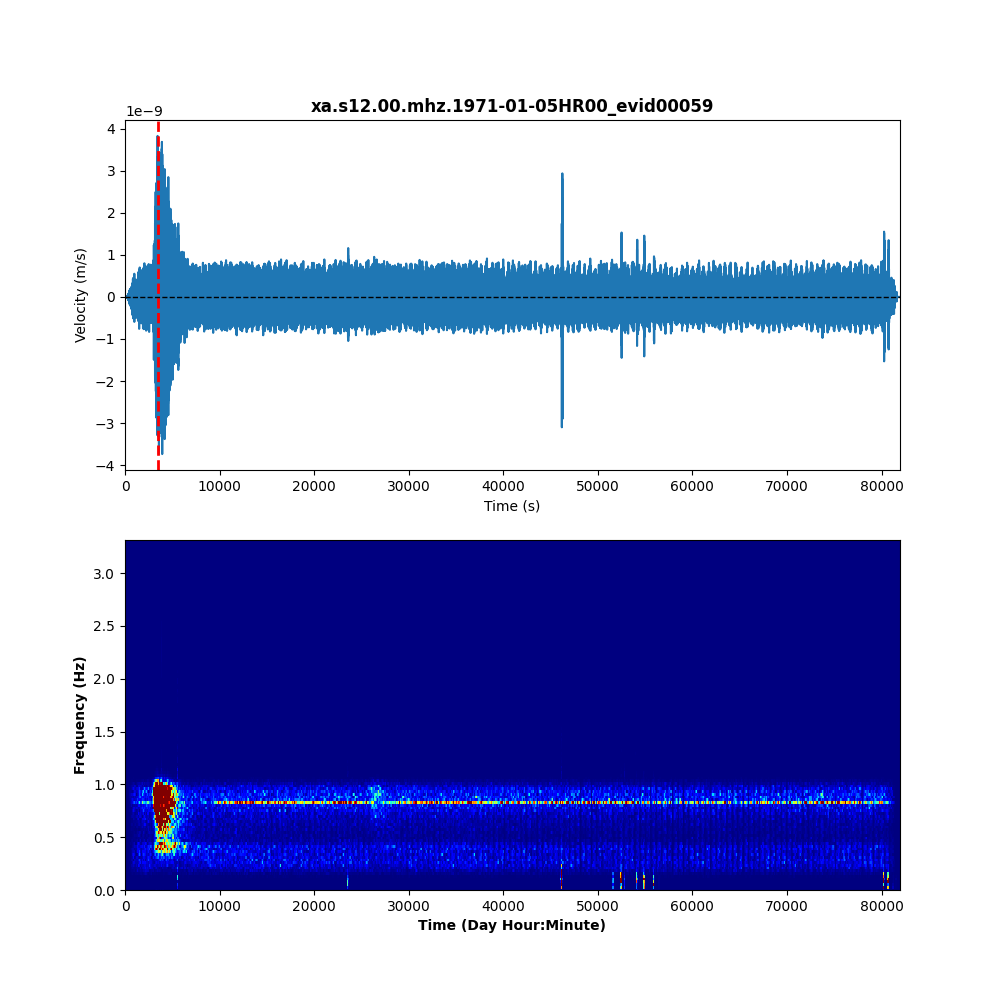 xa.s12.00.mhz.1971-01-05HR00_evid00059
1e−9
4
3
2
1
0
−1
−2
−3
−4
Velocity (m/s)
0 10000 20000 30000 40000 50000 60000 70000 80000
Time (s)
3.0
2.5
2.0
1.5
1.0
0.5
0.0
Frequency (Hz)
0 10000 20000 30000 40000 50000 60000 70000 80000
Time (Day Hour:Minute)